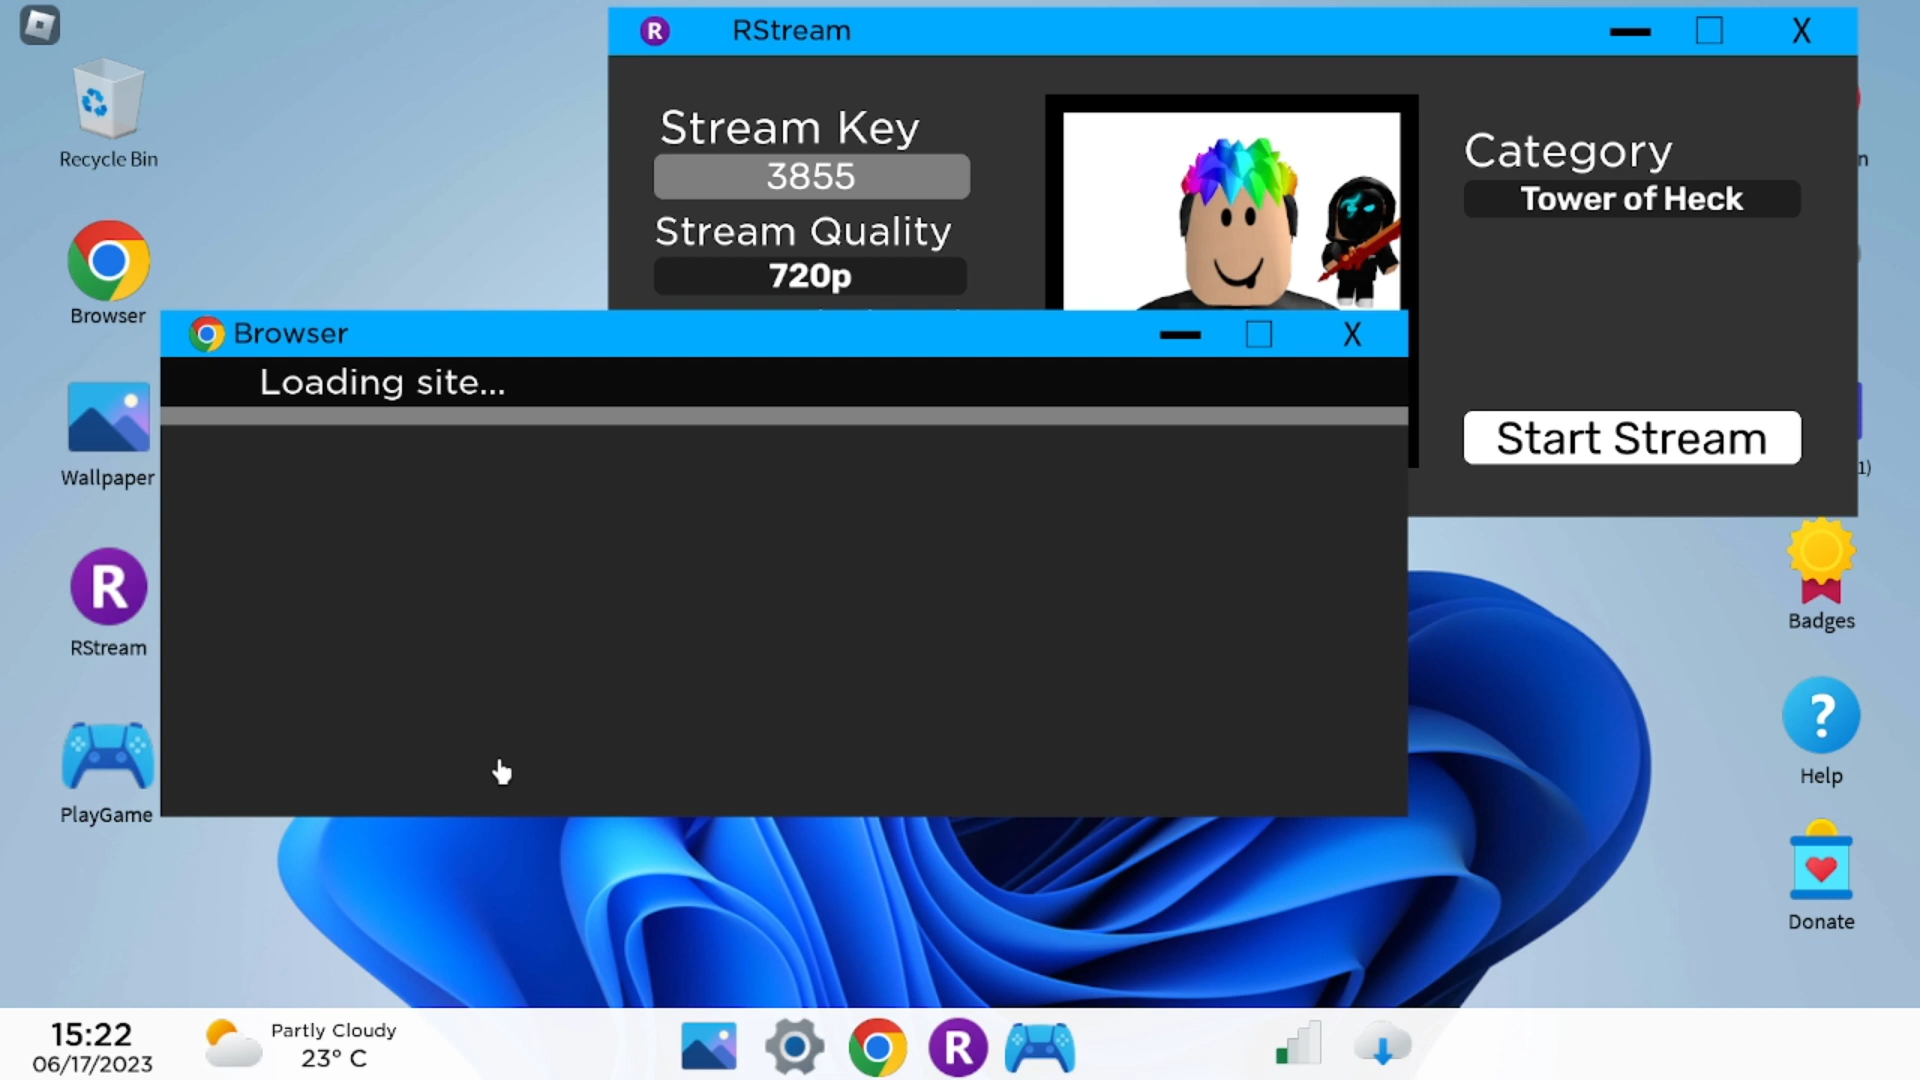 R RStream — X
Recycle Bin
Stream Key
3855
Stream Quality
720p
Category
Tower of Heck
n
Browser
Browser X
Loading site...
Start Stream
1)
Wallpaper
R
RStream
PlayGame
Badges
?
Help
Donate
15:22
06/17/2023
Partly Cloudy
23° C
R